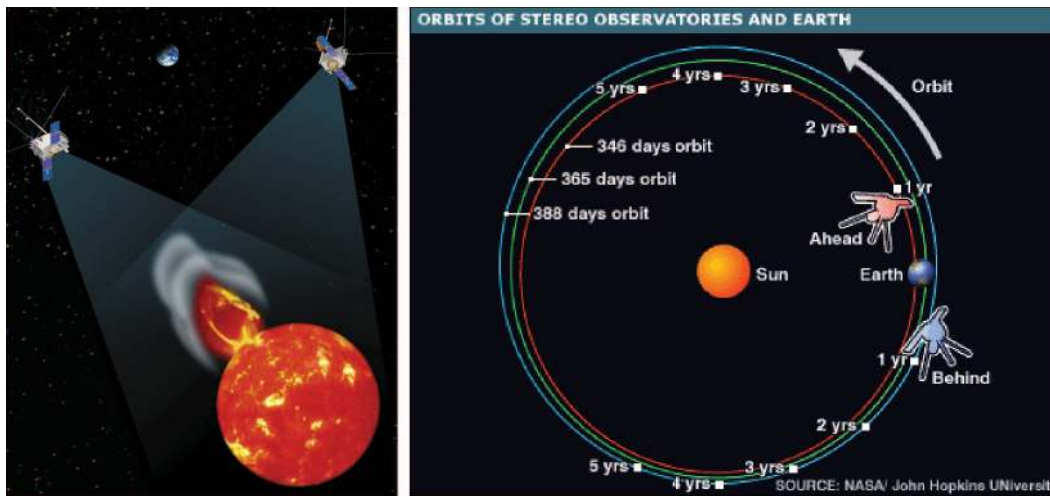 ORBITS OF STEREO OBSERVATORIES AND EARTH
4 yrs
5 yrs
3 yrs
Orbit
2 yrs
346 days orbit
365 days orbit
1 yr
388 days orbit
Ahead
Sun
Earth
1 yr
Behind
2 yrs
5 yrs
3 yrs
4 yrs
SOURCE: NASA/ John Hopkins UNiversit